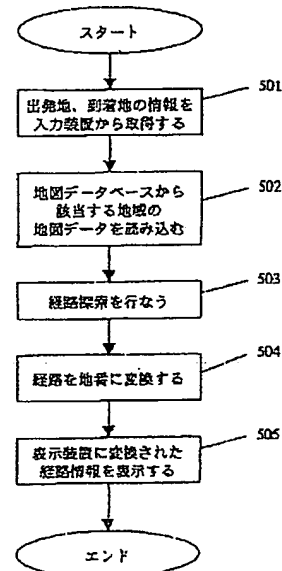 スタート
501
出発地、到着地の情報を
入力装置から取得する
502
地図データベースから
該当する地域の
地図データを読み込む
503
経路探索を行なう
504
経路を地番に変換する
505
表示装置に変換された
経路情報を表示する
エンド